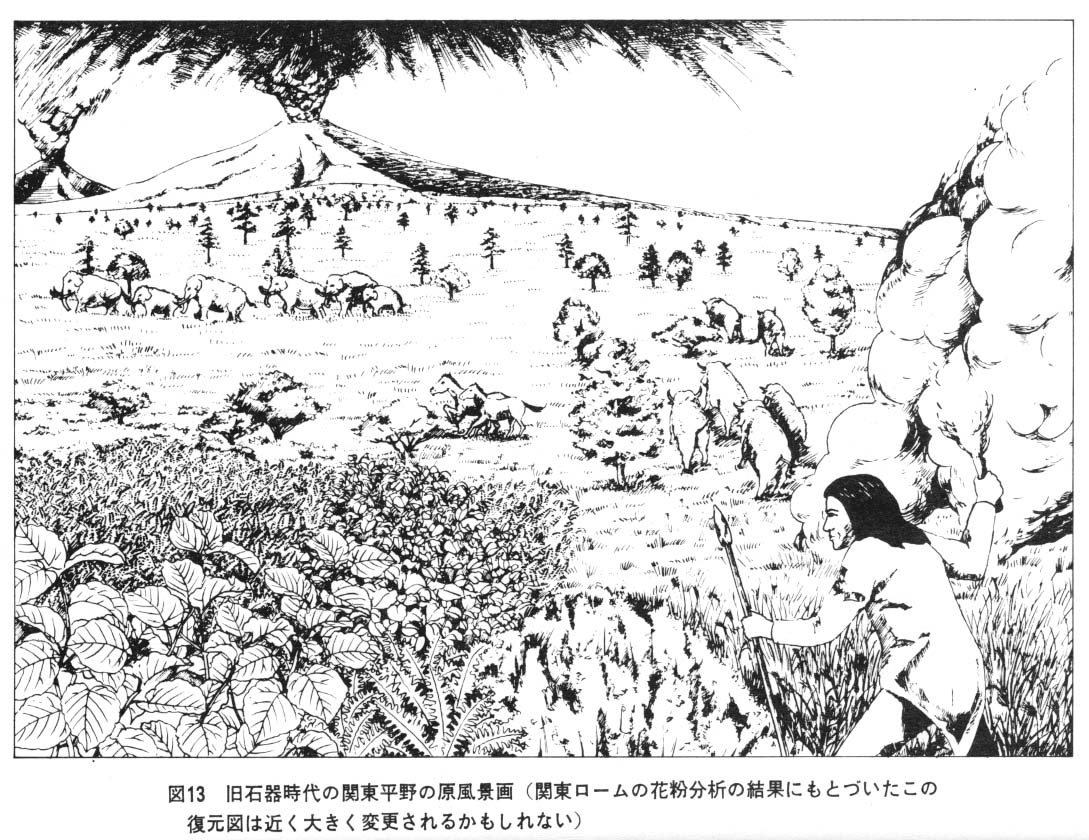 図13　旧石器時代の関東平野の原風景画（関東ロームの花粉分析の結果にもとづいたこの
復元図は近く大きく変更されるかもしれない）